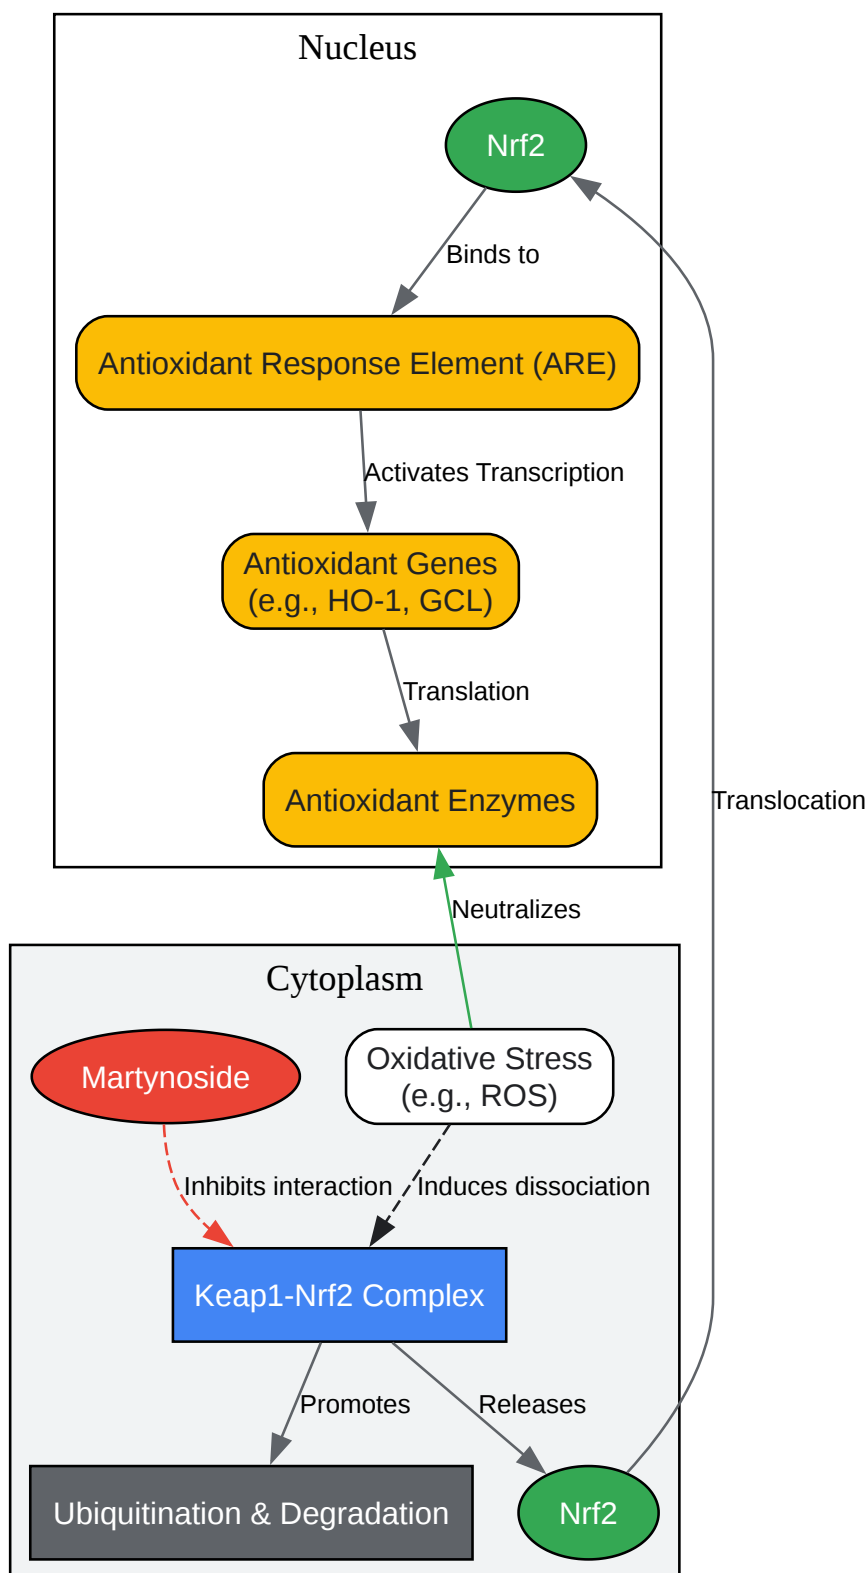 Nucleus
Nrf2
Binds to
Antioxidant Response Element (ARE)
Activates Transcription
Antioxidant Genes
(e.g., HO-1, GCL)
Translation
Antioxidant Enzymes
Translocation
Neutralizes
Cytoplasm
Martynoside
Oxidative Stress
(e.g., ROS)
Inhibits interaction
Induces dissociation
Keap1-Nrf2 Complex
Promotes
Releases
Ubiquitination & Degradation
Nrf2